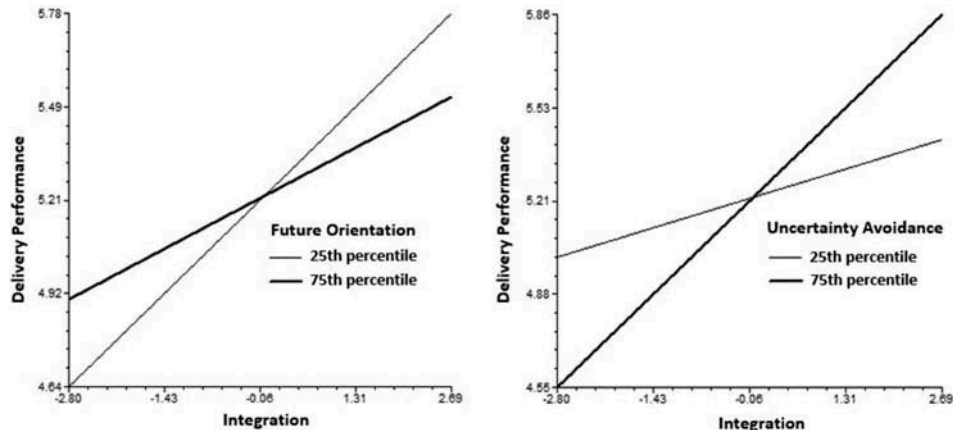 5.78
5.49
5.21
4.92
4.64
Delivery Performance
-2.80
-1.43
-0.06
1.31
2.69
Integration
Future Orientation
25th percentile
75th percentile
5.86
5.53
5.21
4.88
4.55
Delivery Performance
-2.80
-1.43
-0.06
1.31
2.69
Integration
Uncertainty Avoidance
25th percentile
75th percentile